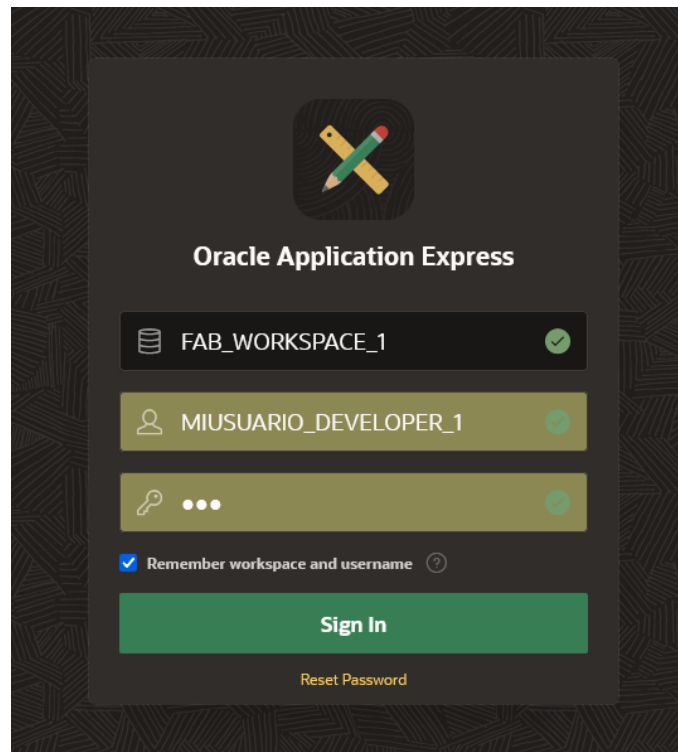 Oracle Application Express
FAB_WORKSPACE_1
MIUSUARIO_DEVELOPER_1
•••
Remember workspace and username ?
Sign In
Reset Password